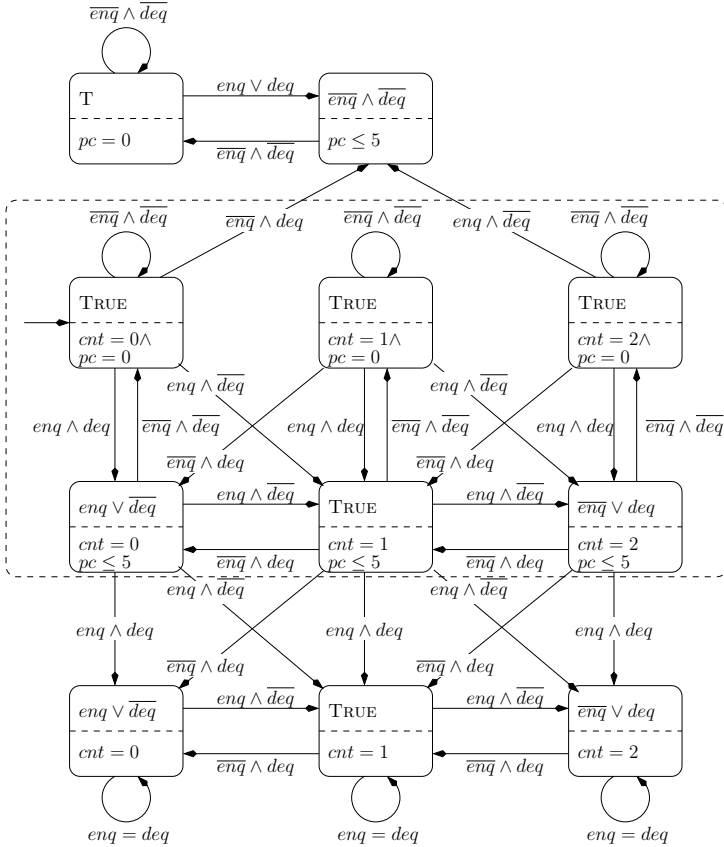 $\overline{enq} \wedge \overline{deq}$
T
$pc = 0$
$enq \vee deq$
$\overline{enq} \wedge \overline{deq}$
$\overline{enq} \wedge \overline{deq}$
$pc \leq 5$
$\overline{enq} \wedge deq$
$enq \wedge \overline{deq}$
$\overline{enq} \wedge \overline{deq}$
$\overline{enq} \wedge \overline{deq}$
$\overline{enq} \wedge \overline{deq}$
TRUE
$cnt = 0 \wedge$
$pc = 0$
TRUE
$cnt = 1 \wedge$
$pc = 0$
TRUE
$cnt = 2 \wedge$
$pc = 0$
$enq \wedge \overline{deq}$
$enq \wedge \overline{deq}$
$enq \wedge deq$
$\overline{enq} \wedge \overline{deq}$
$enq \wedge deq$
$\overline{enq} \wedge \overline{deq}$
$enq \wedge deq$
$\overline{enq} \wedge \overline{deq}$
$\overline{enq} \wedge deq$
$\overline{enq} \wedge deq$
$enq \vee \overline{deq}$
$cnt = 0$
$pc \leq 5$
$enq \wedge \overline{deq}$
$\overline{enq} \wedge deq$
TRUE
$cnt = 1$
$pc \leq 5$
$enq \wedge \overline{deq}$
$\overline{enq} \wedge deq$
$\overline{enq} \vee deq$
$cnt = 2$
$pc \leq 5$
$enq \wedge \overline{deq}$
$enq \wedge \overline{deq}$
$enq \wedge deq$
$enq \wedge deq$
$enq \wedge deq$
$\overline{enq} \wedge deq$
$\overline{enq} \wedge deq$
$enq \vee \overline{deq}$
$cnt = 0$
$enq \wedge \overline{deq}$
$\overline{enq} \wedge deq$
TRUE
$cnt = 1$
$enq \wedge \overline{deq}$
$\overline{enq} \wedge deq$
$\overline{enq} \vee deq$
$cnt = 2$
$enq = deq$
$enq = deq$
$enq = deq$